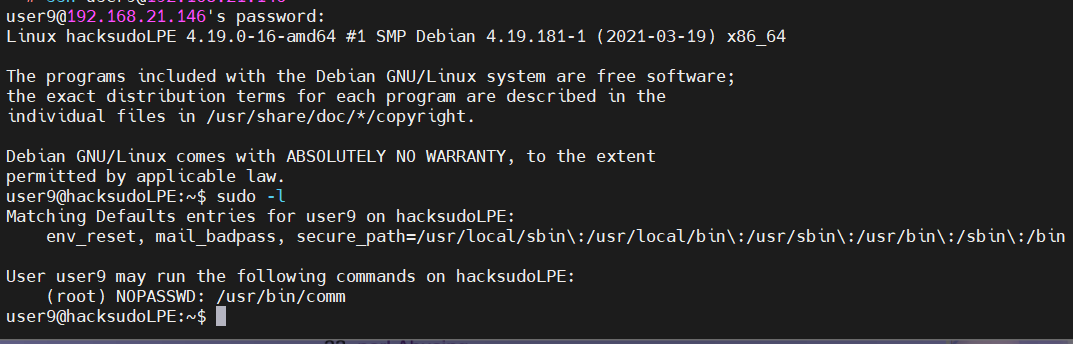 user9@192.168.21.146's password:
Linux hacksudoLPE 4.19.0-16-amd64 #1 SMP Debian 4.19.181-1 (2021-03-19) x86_64
The programs included with the Debian GNU/Linux system are free software;
the exact distribution terms for each program are described in the
individual files in /usr/share/doc/*/copyright.
Debian GNU/Linux comes with ABSOLUTELY NO WARRANTY, to the extent
permitted by applicable law.
user9@hacksudoLPE:~$ sudo -l
Matching Defaults entries for user9 on hacksudoLPE:
    env_reset, mail_badpass, secure_path=/usr/local/sbin\:/usr/local/bin\:/usr/sbin\:/usr/bin\:/sbin\:/bin
User user9 may run the following commands on hacksudoLPE:
    (root) NOPASSWD: /usr/bin/comm
user9@hacksudoLPE:~$